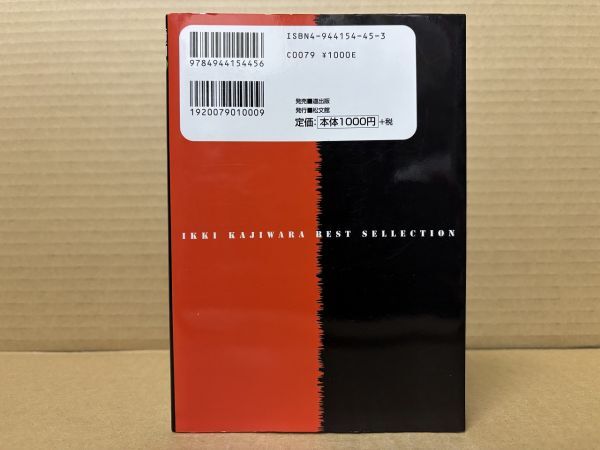 ISBN4-944154-45-3
C0079 ¥1000E
9784944154456
1920079010009
発売■道出版
発行■松文館
定価:本体1000円+税
IKKI KAJIWARA BEST SELLECTION